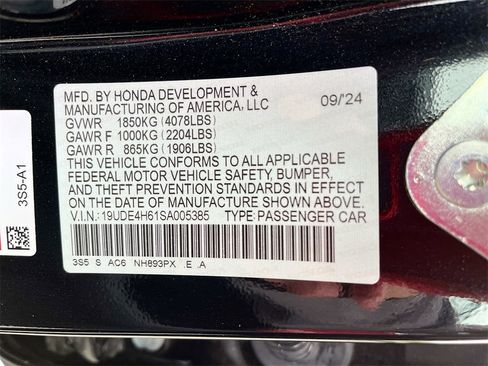 MFD. BY HONDA DEVELOPMENT &
MANUFACTURING OF AMERICA, LLC
09/'24
GVWR 1850KG (4078LBS)
GAWR F 1000KG (2204LBS)
GAWR R 865KG (1906LBS)
THIS VEHICLE CONFORMS TO ALL APPLICABLE
FEDERAL MOTOR VEHICLE SAFETY, BUMPER,
AND THEFT PREVENTION STANDARDS IN EFFECT
ON THE DATE OF MANUFACTURE SHOWN ABOVE.
V.I.N: 19UDE4H61SA005385 TYPE: PASSENGER CAR
3S5 S AC6 NH893PX .E .A
3S5-A1